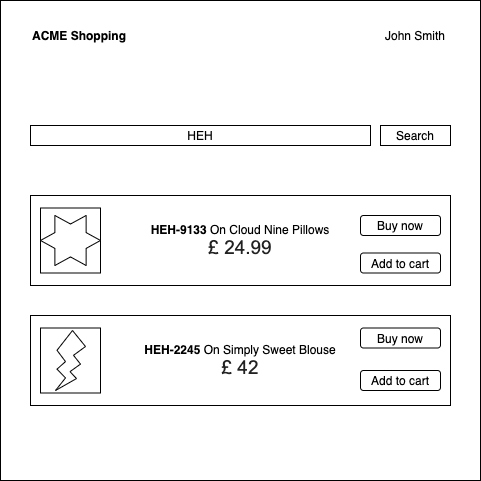 ACME Shopping John Smith
HEH Search
HEH-9133 On Cloud Nine Pillows
£ 24.99
Buy now
Add to cart
HEH-2245 On Simply Sweet Blouse
£ 42
Buy now
Add to cart